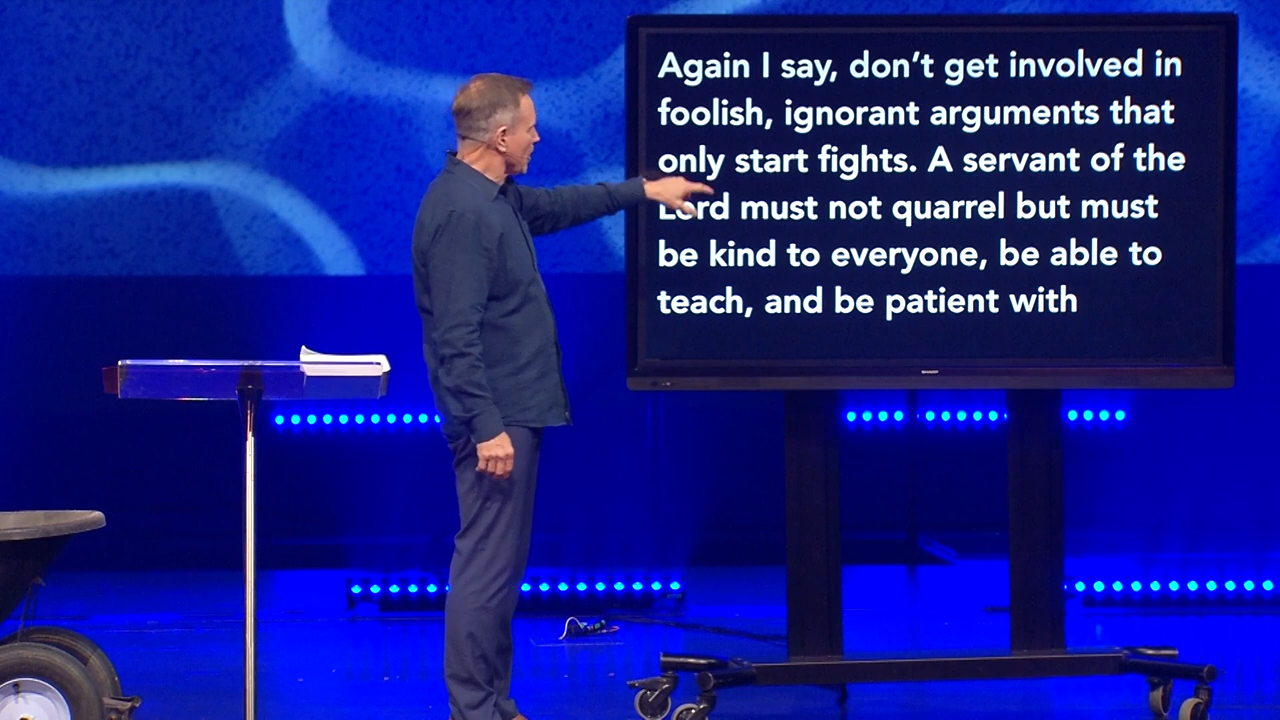 Again I say, don't get involved in
foolish, ignorant arguments that
only start fights. A servant of the
Lord must not quarrel but must
be kind to everyone, be able to
teach, and be patient with
SHARP